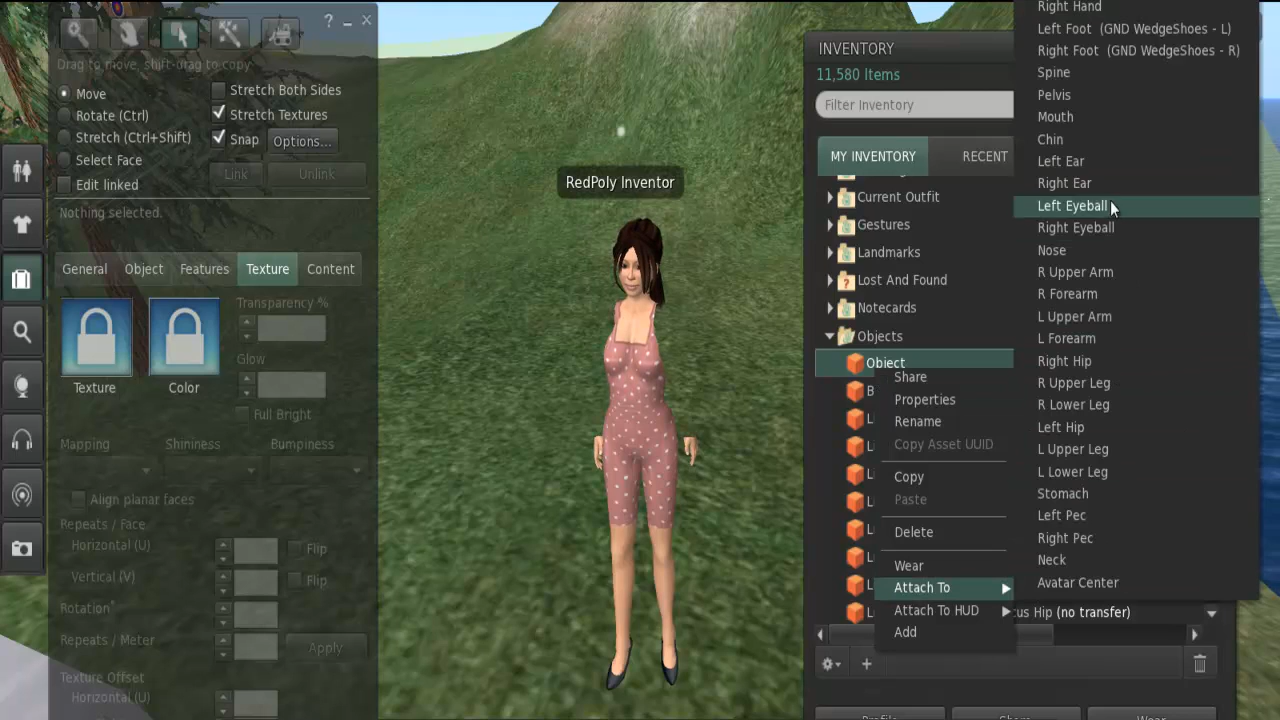 ?
Drag to move, shift-drag to copy
Move
Rotate (Ctrl)
Stretch (Ctrl+Shift)
Select Face
Edit linked
Stretch Both Sides
Stretch Textures
Snap
Options...
Link
Unlink
Nothing selected.
General
Object
Features
Texture
Content
Texture
Color
Transparency %
Glow
Full Bright
Mapping
Shininess
Bumpiness
Align planar faces
Repeats / Face
Horizontal (U)
Flip
Vertical (V)
Flip
Rotation°
Repeats / Meter
Apply
Texture Offset
Horizontal (U)
RedPoly Inventor
INVENTORY
11,580 Items
Filter Inventory
MY INVENTORY
RECENT
Current Outfit
Gestures
Landmarks
Lost And Found
Notecards
Objects
Object
Share
Properties
Rename
Copy Asset UUID
Copy
Paste
Delete
Wear
Attach To
Attach To HUD
Add
Right Hand
Left Foot (GND WedgeShoes - L)
Right Foot (GND WedgeShoes - R)
Spine
Pelvis
Mouth
Chin
Left Ear
Right Ear
Left Eyeball
Right Eyeball
Nose
R Upper Arm
R Forearm
L Upper Arm
L Forearm
Right Hip
R Upper Leg
R Lower Leg
Left Hip
L Upper Leg
L Lower Leg
Stomach
Left Pec
Right Pec
Neck
Avatar Center
cus Hip (no transfer)
Profile
Share
Wear